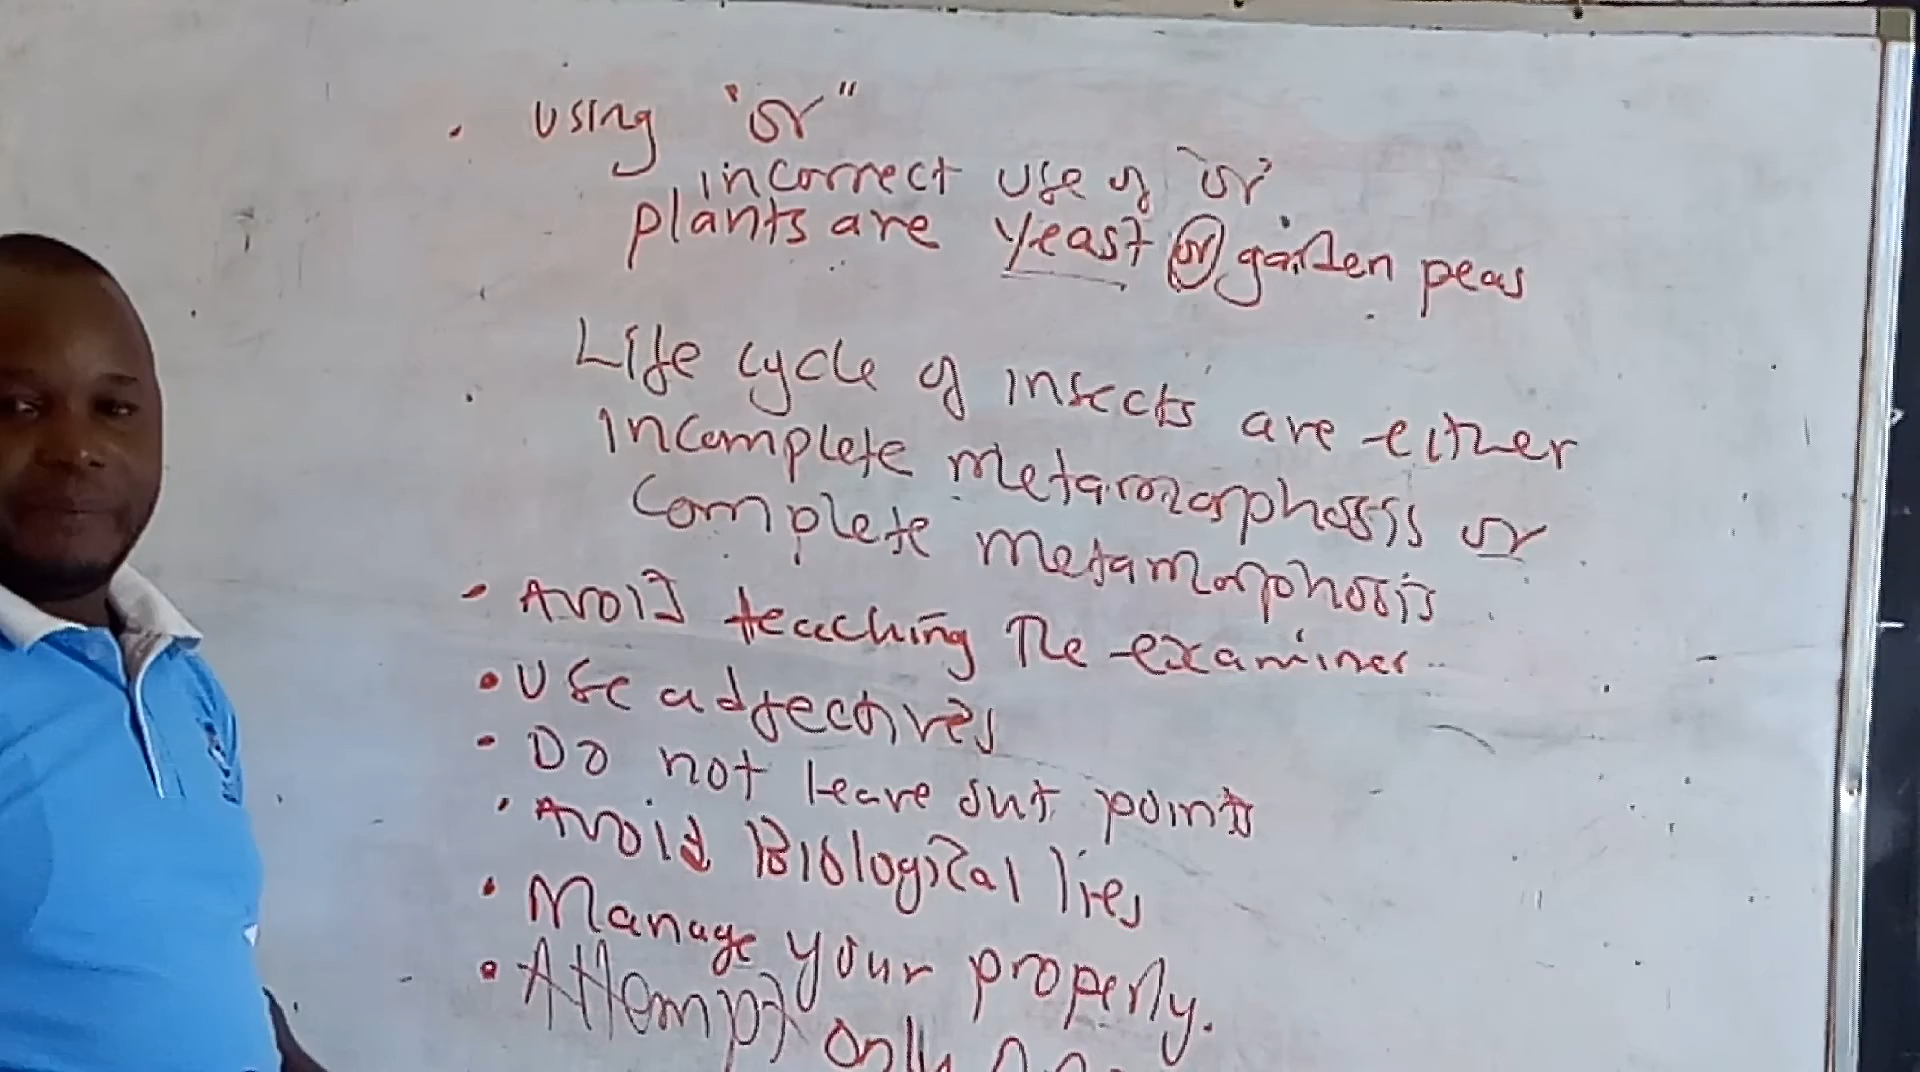 . using "or"
incorrect use of "or"
plants are yeast or garden peas
Life cycle of insects are either
incomplete metamorphosis or
complete metamorphosis
. Avoid teaching the examiner
. Use adjectives
. Do not leave out points
. Avoid Biological lies
. Manage your properly.
. Attempt only